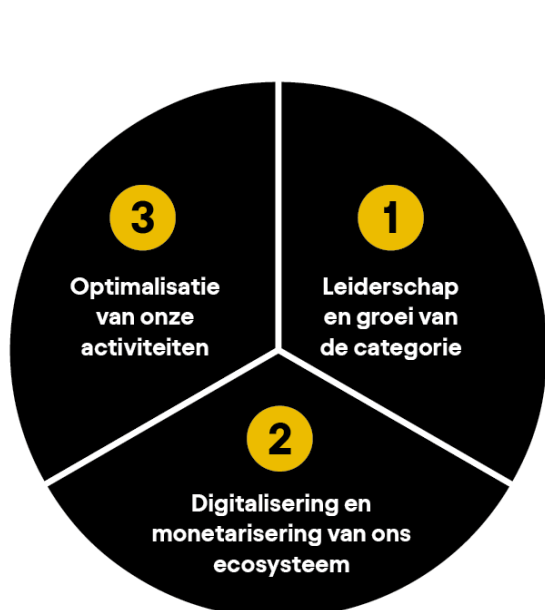 1
Leiderschap
en groei van
de categorie
2
Digitalisering en
monetarisering van ons
ecosysteem
3
Optimalisatie
van onze
activiteiten